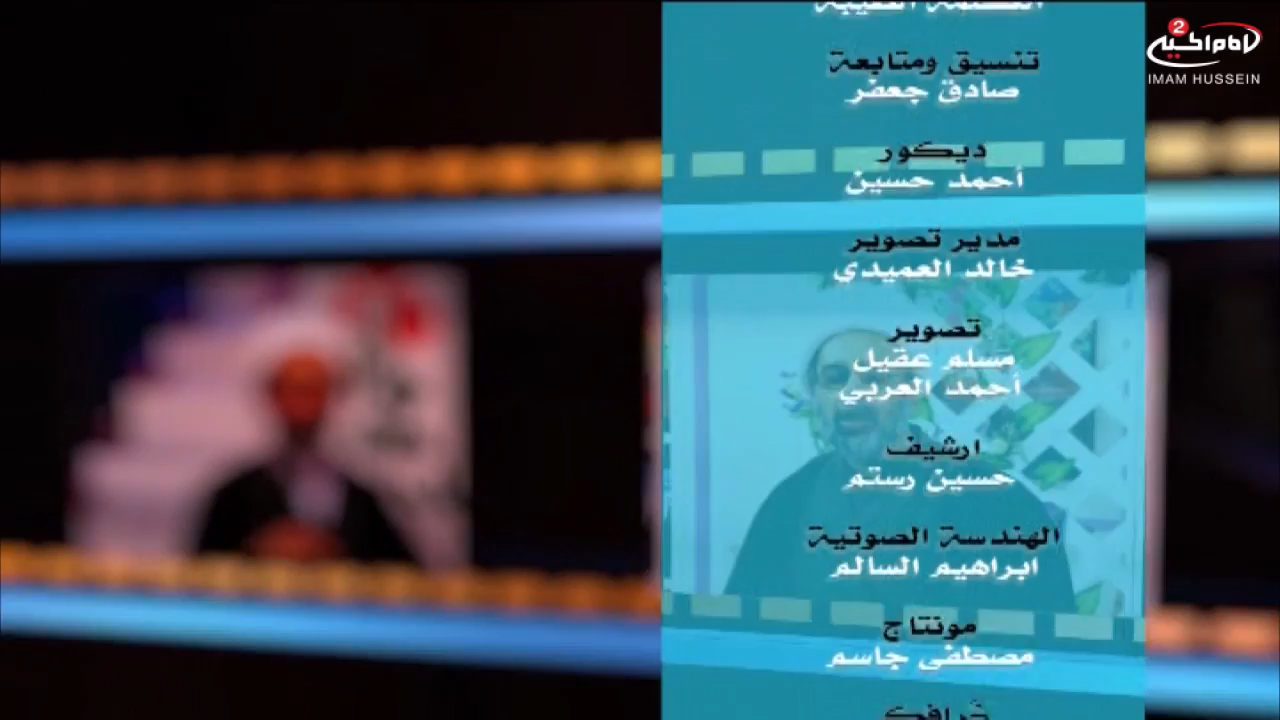 2
IMAM HUSSEIN
تنسيق ومتابعة
صادق جعفر
ديكور
أحمد حسين
مدير تصوير
خالد العميدي
تصوير
مسلم عقيل
أحمد العربي
ارشيف
حسين رستم
الهندسة الصوتية
ابراهيم السالم
مونتاج
مصطفى جاسم